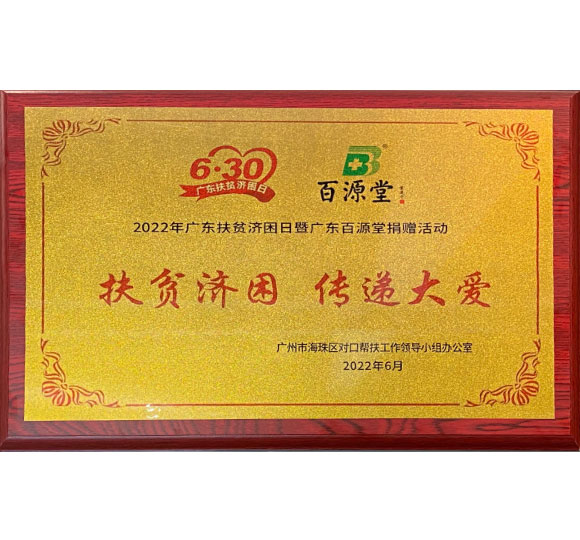 6·30
广东扶贫济困日
百源堂
2022年广东扶贫济困日暨广东百源堂捐赠活动
扶贫济困 传递大爱
广州市海珠区对口帮扶工作领导小组办公室
2022年6月